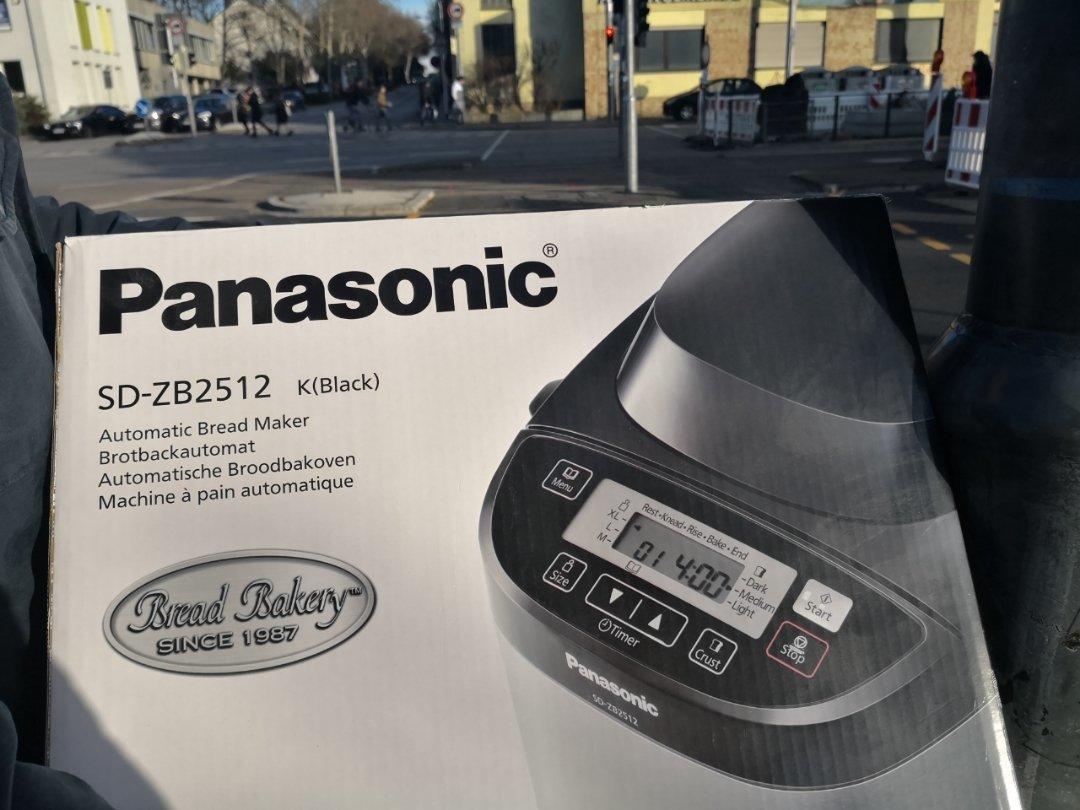 Panasonic®
SD-ZB2512 K(Black)
Automatic Bread Maker
Brotbackautomat
Automatische Broodbakoven
Machine à pain automatique
Bread Bakery™
SINCE 1987
Menu
Rest•Knead•Rise•Bake•End
XL
L
M
01 4:00
Dark
Medium
Light
Size
Timer
Crust
Start
Stop
Panasonic
SD-ZB2512